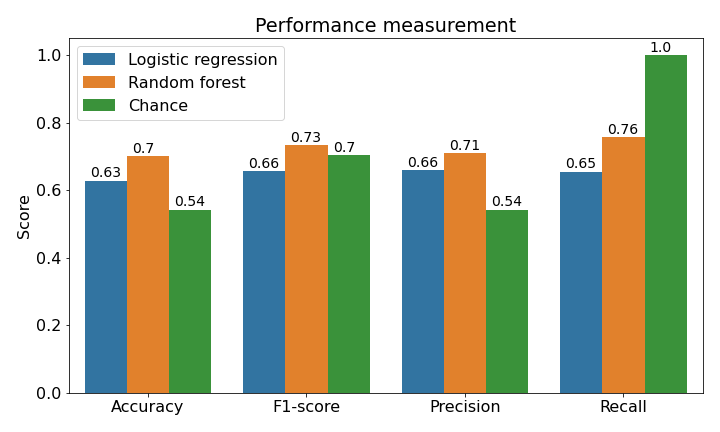 Performance measurement
Logistic regression
Random forest
Chance
Score
1.0
0.8
0.6
0.4
0.2
0.0
0.63
0.7
0.54
0.66
0.73
0.7
0.66
0.71
0.54
0.65
0.76
1.0
Accuracy
F1-score
Precision
Recall